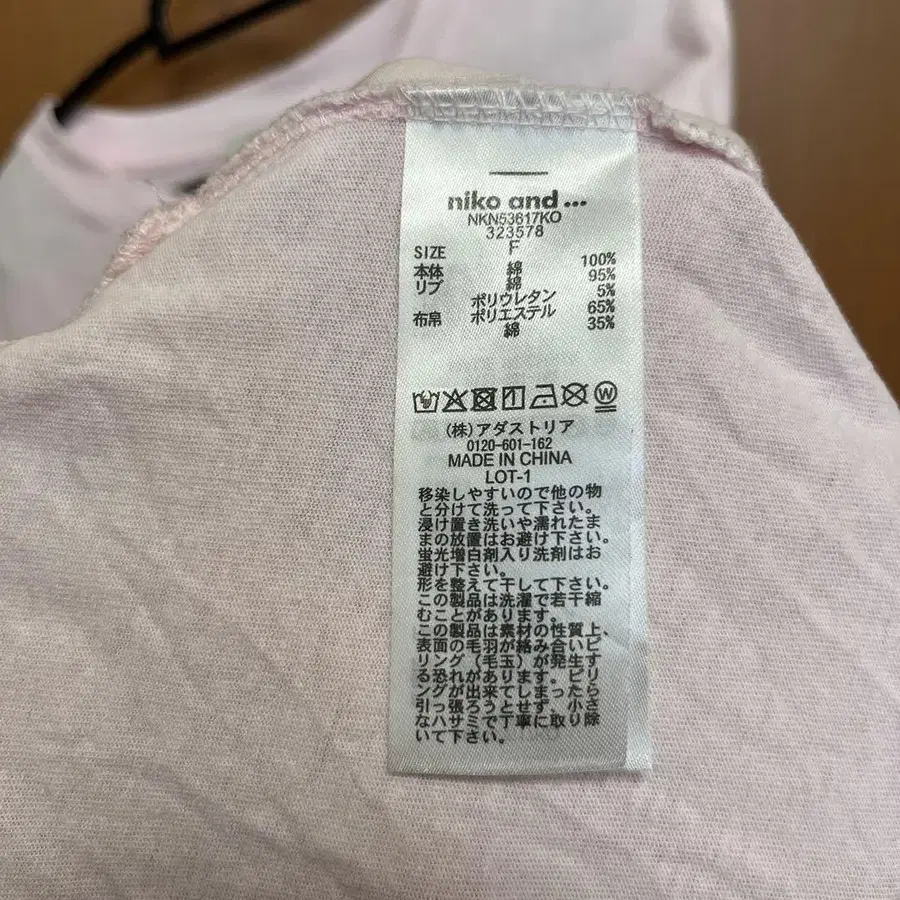 niko and ...
NKN53617KO
323578
SIZE F
本体 綿 100%
リブ 綿 95%
ポリウレタン 5%
布帛 ポリエステル 65%
綿 35%
W
(株)アダストリア
0120-601-162
MADE IN CHINA
LOT-1
移染しやすいので他の物
と分けて洗って下さい。
浸け置き洗いや濡れたま
まの放置はお避け下さい。
蛍光増白剤入り洗剤はお
避け下さい。
形を整えて干して下さい。
この製品は洗濯で若干縮
むことがあります。
この製品は素材の性質上、
表面の毛羽が絡み合いピ
リング(毛玉)が発生す
る恐れがあります。ピリ
ングが出来てしまったら
引っ張ろうとせず、小さ
なハサミで丁寧に取り除
いて下さい。